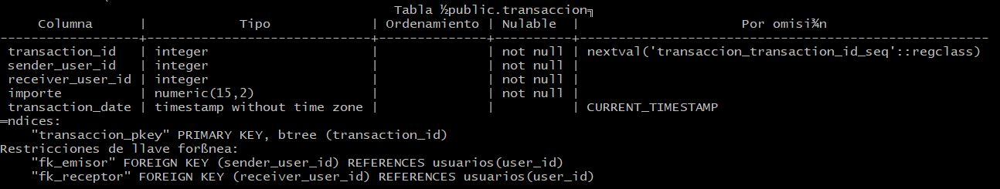 Tabla ½public.transaccion╗
Columna | Tipo | Ordenamiento | Nulable | Por omisi¾n
------------------+-----------------------------+--------------+----------+-----------------------------------------------------
transaction_id | integer | | not null | nextval('transaccion_transaction_id_seq'::regclass)
sender_user_id | integer | | not null |
receiver_user_id | integer | | not null |
importe | numeric(15,2) | | not null |
transaction_date | timestamp without time zone | | | CURRENT_TIMESTAMP
═ndices:
"transaccion_pkey" PRIMARY KEY, btree (transaction_id)
Restricciones de llave forßnea:
"fk_emisor" FOREIGN KEY (sender_user_id) REFERENCES usuarios(user_id)
"fk_receptor" FOREIGN KEY (receiver_user_id) REFERENCES usuarios(user_id)